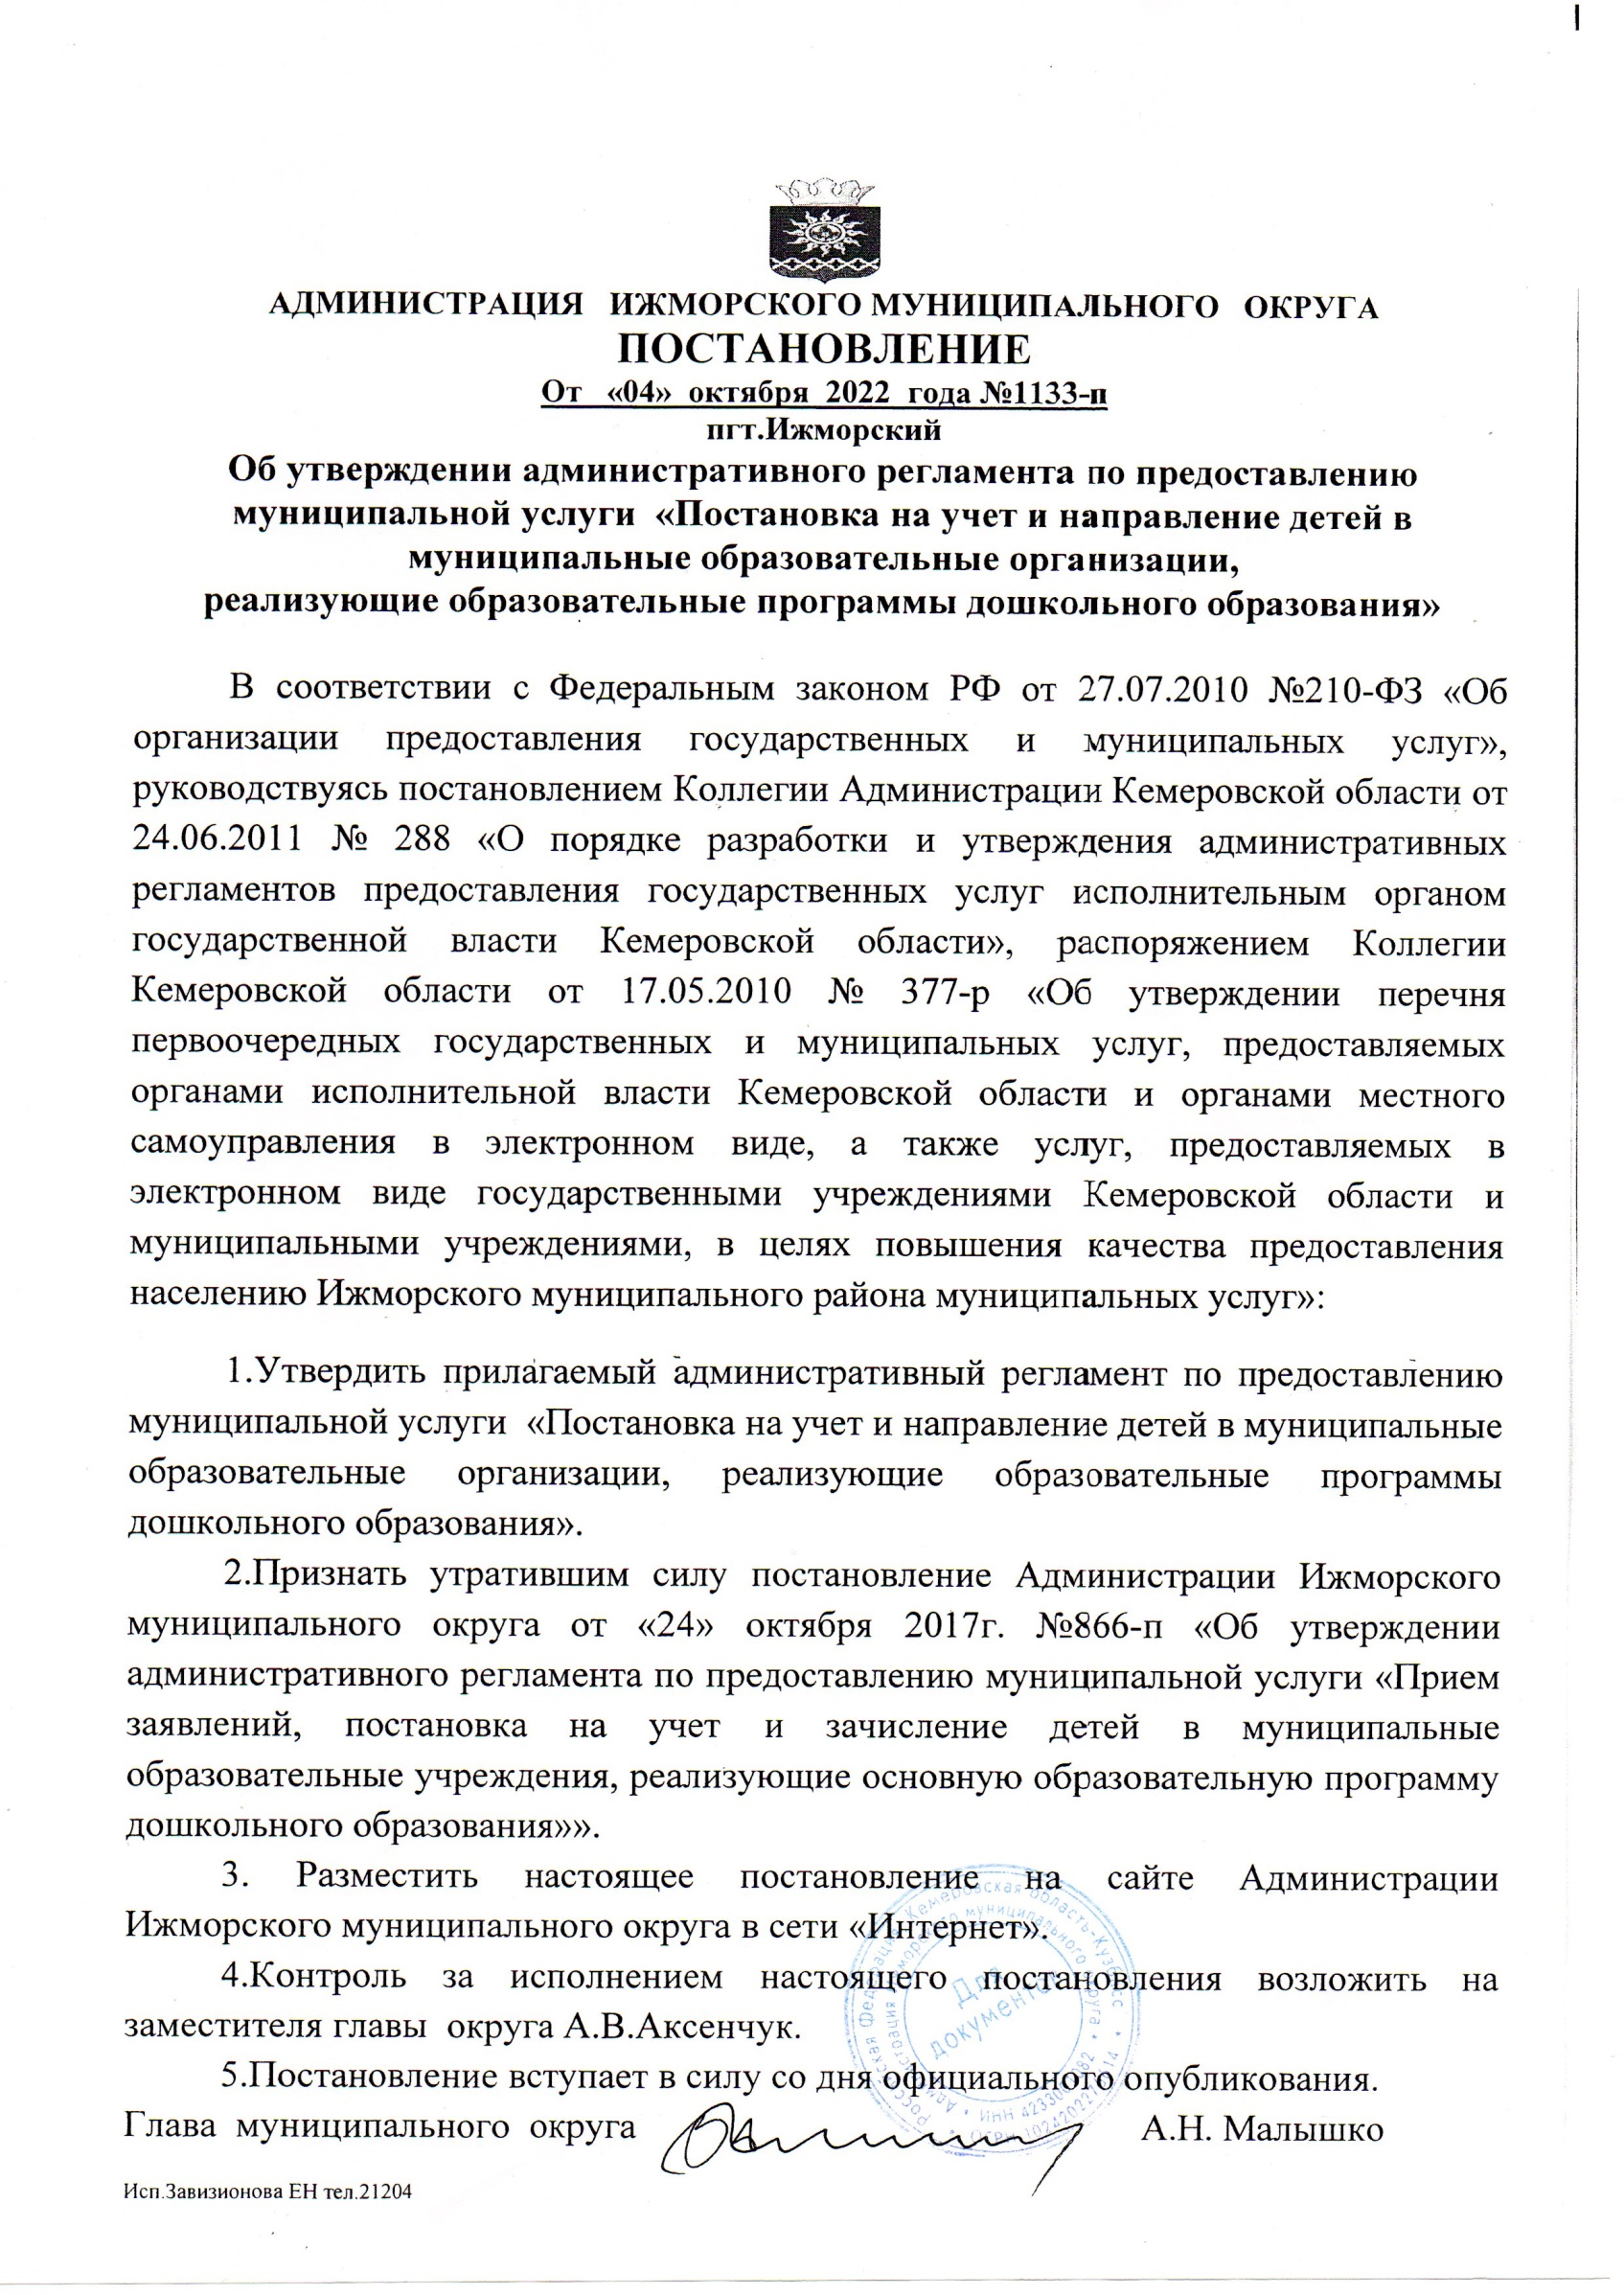 АДМИНИСТРАЦИЯ ИЖМОРСКОГО МУНИЦИПАЛЬНОГО ОКРУГА
ПОСТАНОВЛЕНИЕ
От «04» октября 2022 года №1133-п
пгт.Ижморский
Об утверждении административного регламента по предоставлению
муниципальной услуги «Постановка на учет и направление детей в
муниципальные образовательные организации,
реализующие образовательные программы дошкольного образования»
В соответствии с Федеральным законом РФ от 27.07.2010 №210-ФЗ «Об
организации предоставления государственных и муниципальных услуг»,
руководствуясь постановлением Коллегии Администрации Кемеровской области от
24.06.2011 № 288 «О порядке разработки и утверждения административных
регламентов предоставления государственных услуг исполнительным органом
государственной власти Кемеровской области», распоряжением Коллегии
Кемеровской области от 17.05.2010 № 377-р «Об утверждении перечня
первоочередных государственных и муниципальных услуг, предоставляемых
органами исполнительной власти Кемеровской области и органами местного
самоуправления в электронном виде, а также услуг, предоставляемых в
электронном виде государственными учреждениями Кемеровской области и
муниципальными учреждениями, в целях повышения качества предоставления
населению Ижморского муниципального района муниципальных услуг»:
1.Утвердить прилагаемый административный регламент по предоставлению
муниципальной услуги «Постановка на учет и направление детей в муниципальные
образовательные организации, реализующие образовательные программы
дошкольного образования».
2.Признать утратившим силу постановление Администрации Ижморского
муниципального округа от «24» октября 2017г. №866-п «Об утверждении
административного регламента по предоставлению муниципальной услуги «Прием
заявлений, постановка на учет и зачисление детей в муниципальные
образовательные учреждения, реализующие основную образовательную программу
дошкольного образования»».
3. Разместить настоящее постановление на сайте Администрации
Ижморского муниципального округа в сети «Интернет».
4.Контроль за исполнением настоящего постановления возложить на
заместителя главы округа А.В.Аксенчук.
5.Постановление вступает в силу со дня официального опубликования.
Глава муниципального округа А.Н. Малышко
Исп.Завизионова ЕН тел.21204
Российская Федерация Кемеровская область-Кузбасс
Администрация Ижморского муниципального округа
Для
документов